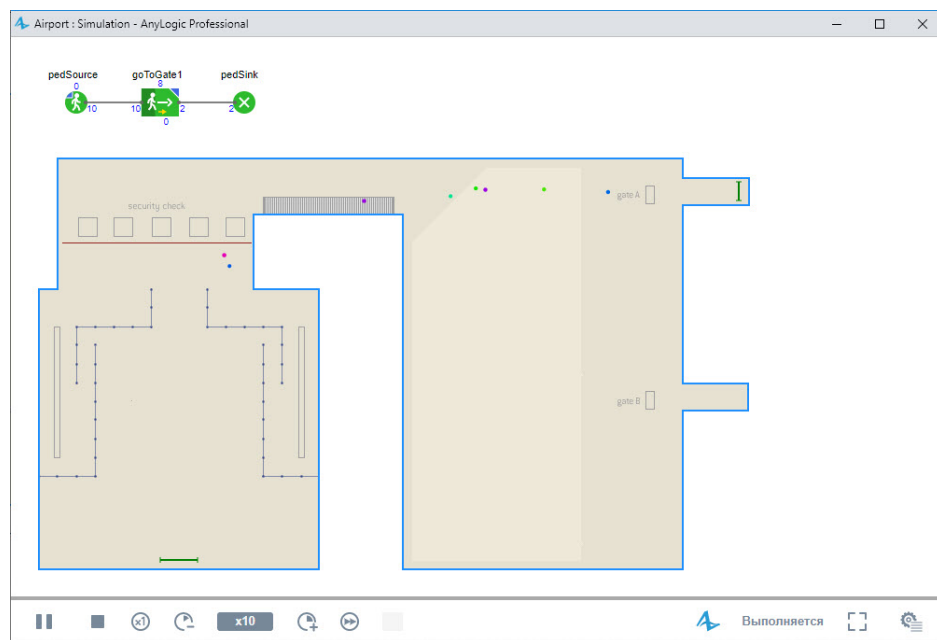 Airport : Simulation - AnyLogic Professional
pedSource goToGate1 pedSink
0 8
10 10 2 2
0
security check
gate A
gate B
x1 x10 Выполняется